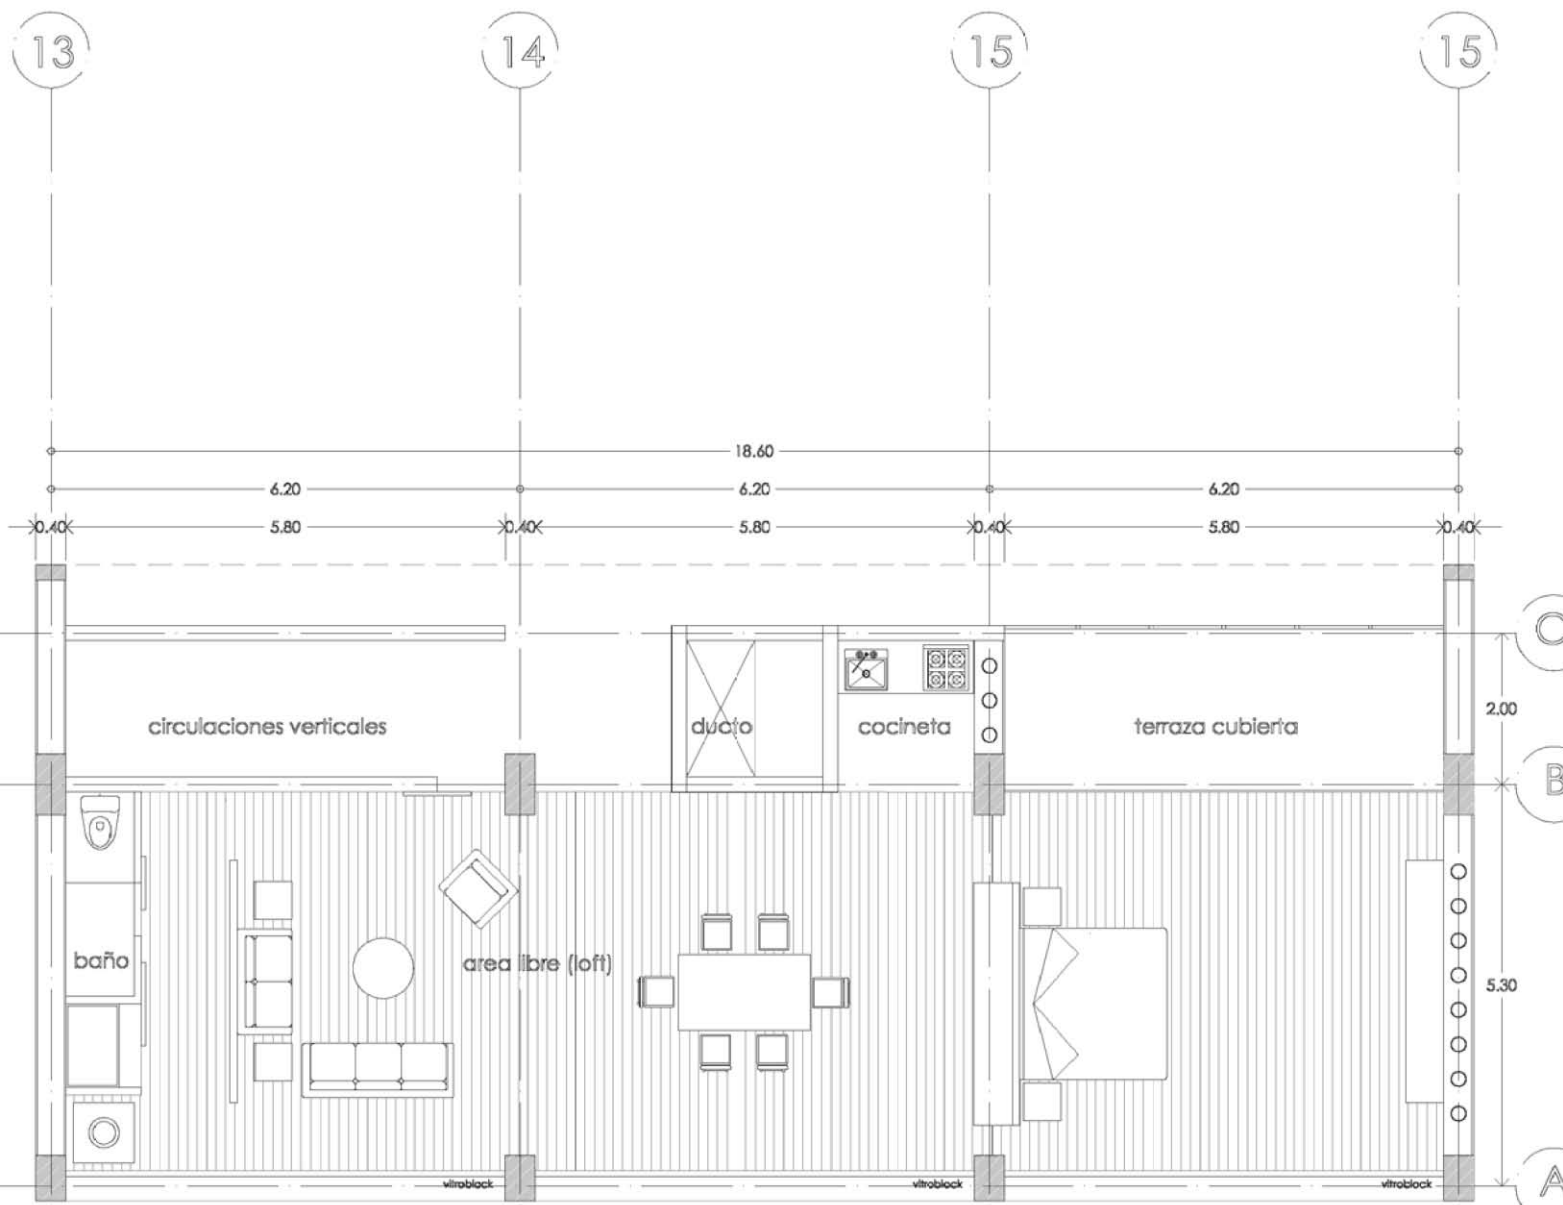 13 14 15 15
18.60
6.20 6.20 6.20
0.40 5.80 0.40 5.80 0.40 5.80 0.40
C
2.00
circulaciones verticales ducto cocineta terraza cubierta
B
baño area libre (loft)
5.30
vitroblock vitroblock vitroblock
A